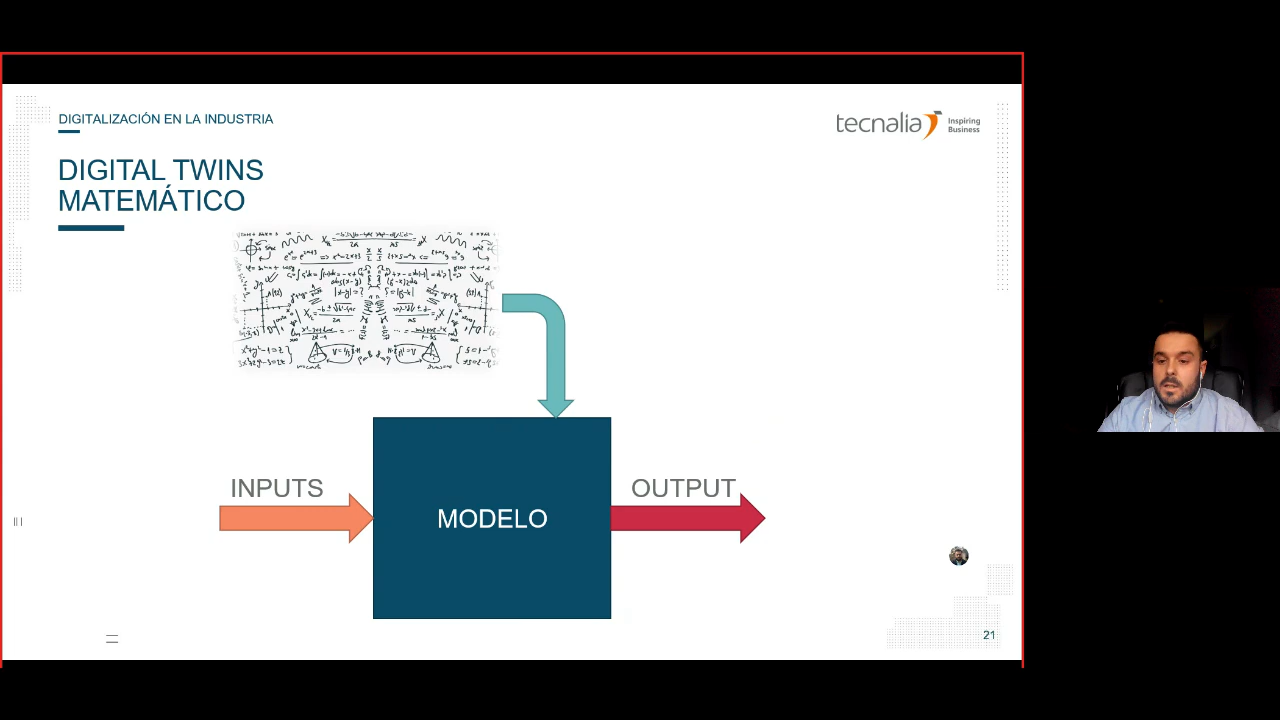 DIGITALIZACIÓN EN LA INDUSTRIA
tecnalia Inspiring
Business
DIGITAL TWINS
MATEMÁTICO
INPUTS
MODELO
OUTPUT
21